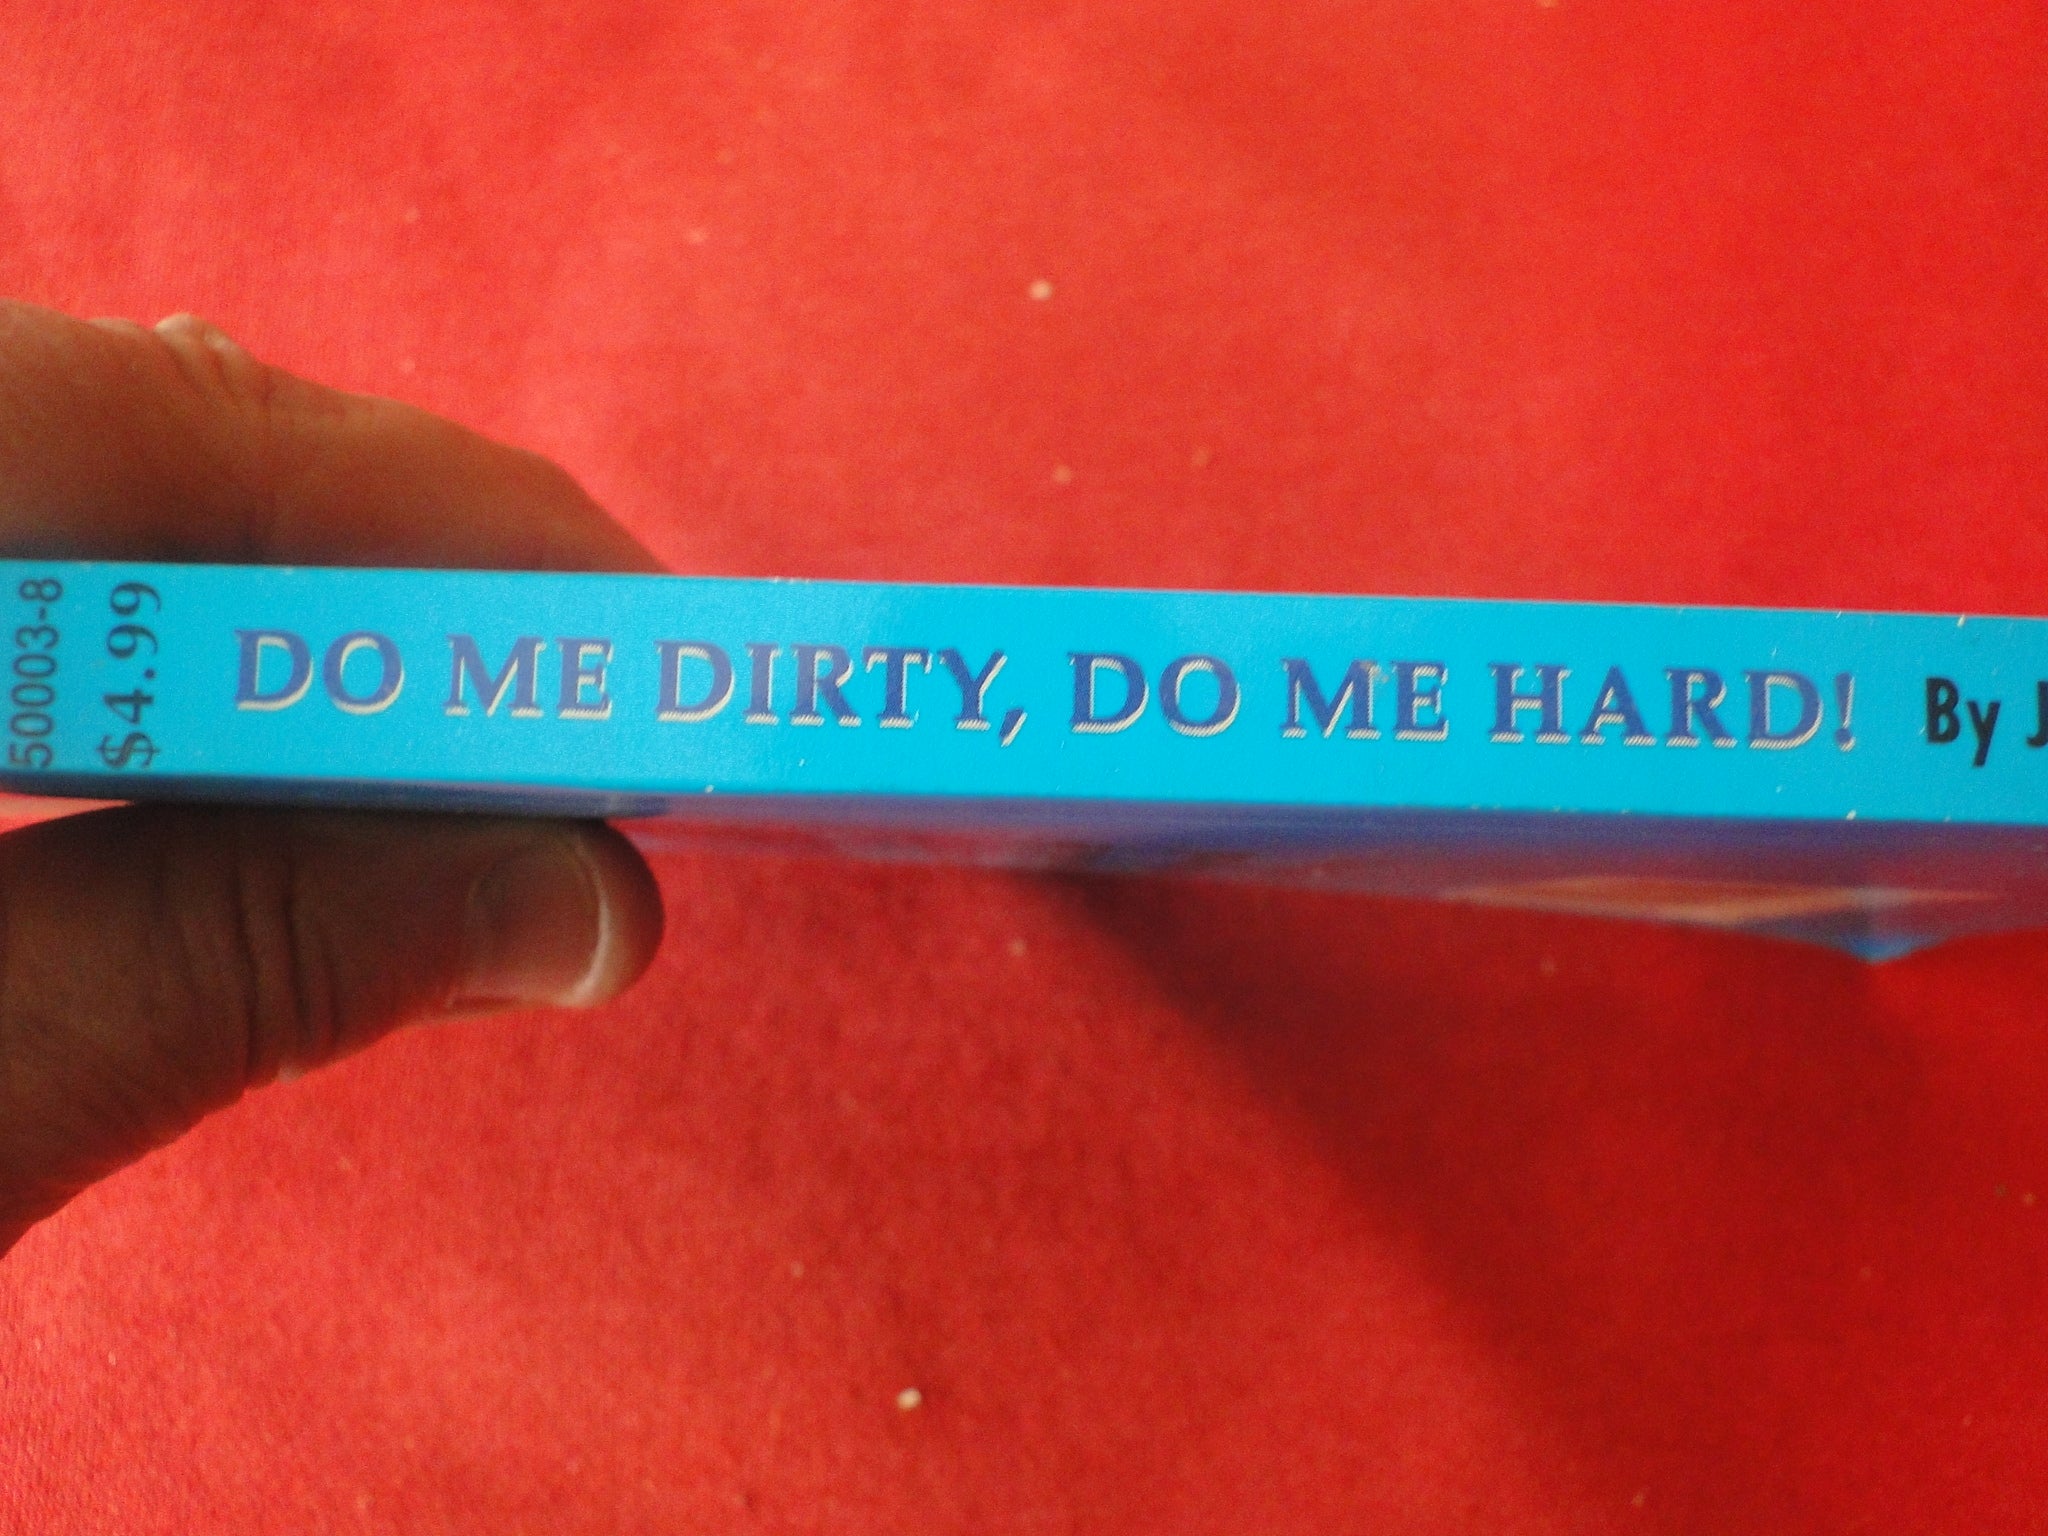 50003-8
$4.99
DO ME DIRTY, DO ME HARD!
By